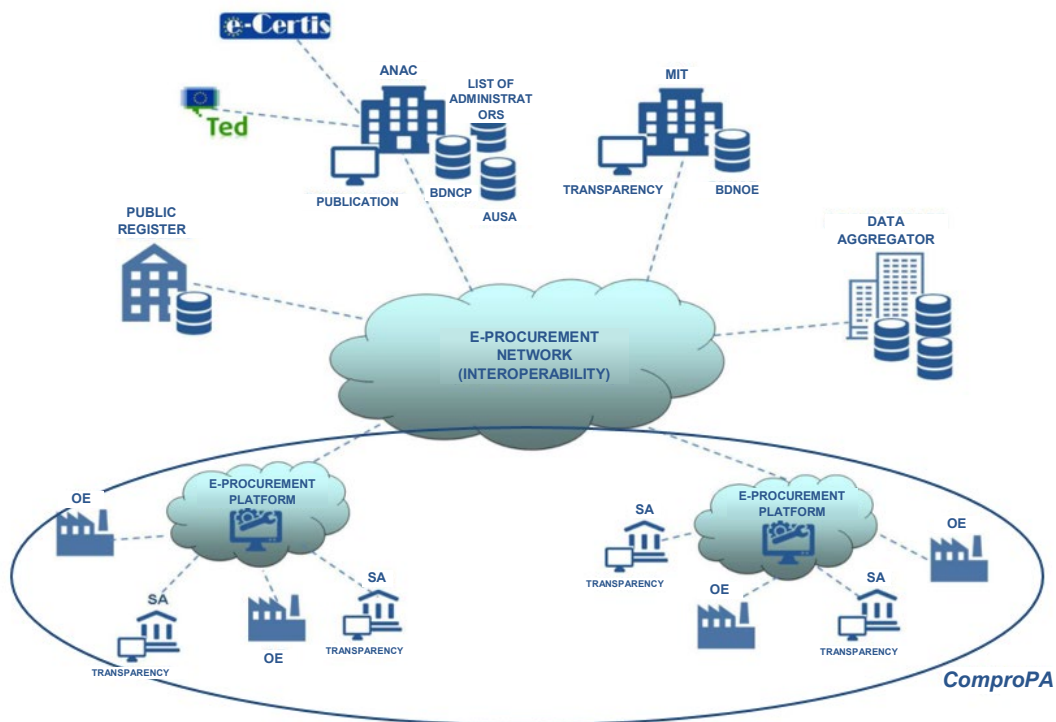 e-Certis
ANAC
LIST OF
ADMINISTRAT
ORS
MIT
Ted
PUBLICATION
BDNCP
AUSA
TRANSPARENCY
BDNOE
PUBLIC
REGISTER
DATA
AGGREGATOR
E-PROCUREMENT
NETWORK
(INTEROPERABILITY)
OE
E-PROCUREMENT
PLATFORM
SA
TRANSPARENCY
OE
SA
TRANSPARENCY
SA
TRANSPARENCY
E-PROCUREMENT
PLATFORM
OE
OE
SA
TRANSPARENCY
ComproPA